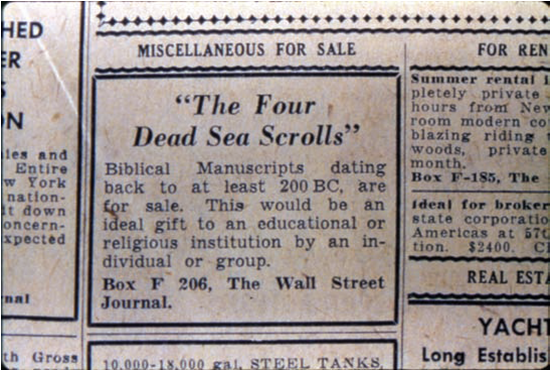 HED
ER
S
ON
les and
Entire
w York
nation-
it down
oncern-
xpected
nal
th Gross
MISCELLANEOUS FOR SALE
"The Four
Dead Sea Scrolls"
Biblical Manuscripts dating
back to at least 200 BC, are
for sale. This would be an
ideal gift to an educational or
religious institution by an in-
dividual or group.
Box F 206, The Wall Street
Journal.
10,000-18,000 gal. STEEL TANKS,
FOR REN
Summer rental
pletely private
hours from New
room modern co
blazing riding
woods, private
month.
Box F-185, The
Ideal for broker
state corporatio
Americas at 57t
tion. $2400.
REAL ESTA
YACHT
Long Establis